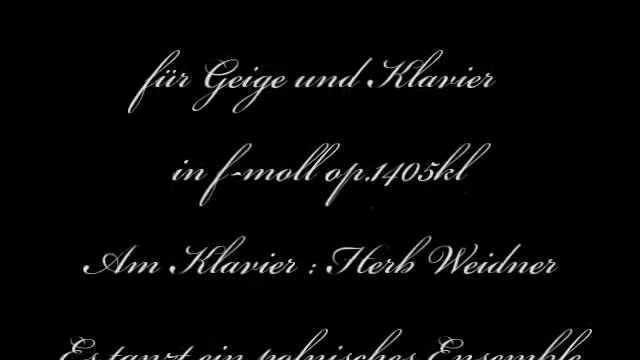 für Geige und Klavier
in f-moll op.1405kl
Am Klavier : Herb Weidner
Es tanzt ein polnisches Ensemble